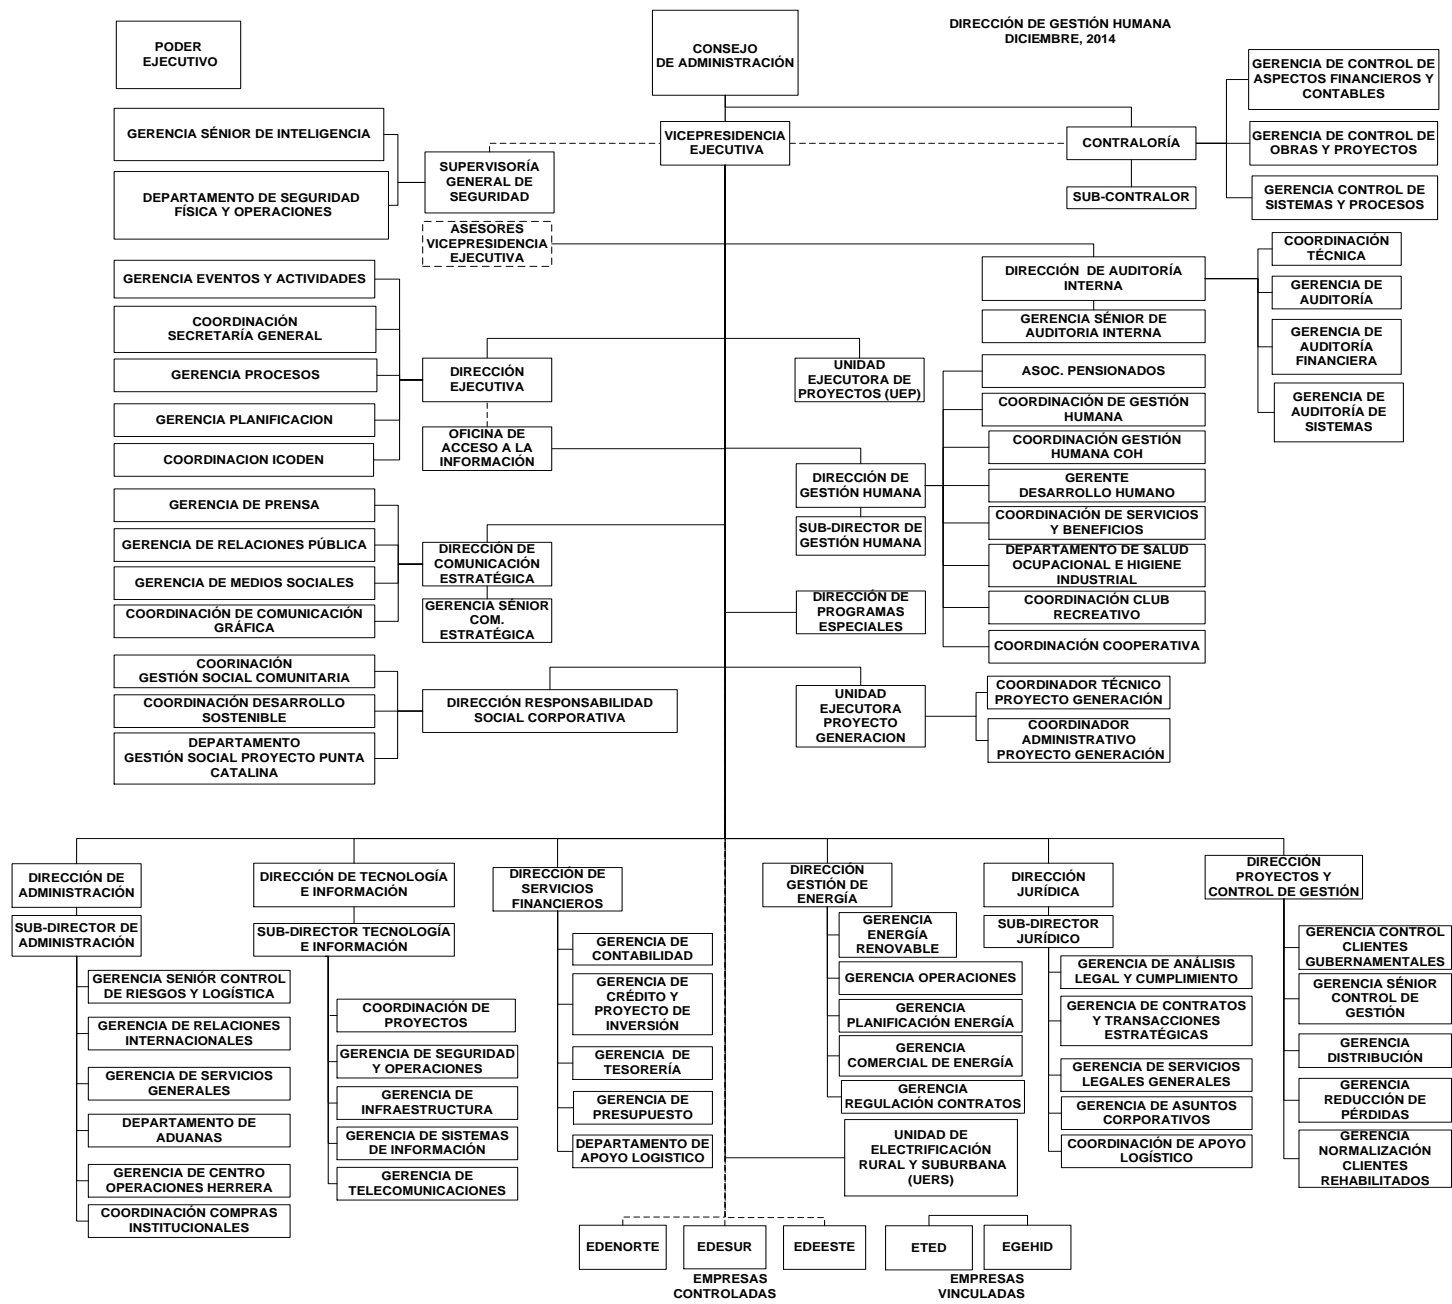 DIRECCIÓN DE GESTIÓN HUMANA
DICIEMBRE, 2014
PODER
EJECUTIVO
CONSEJO
DE ADMINISTRACIÓN
GERENCIA DE CONTROL DE
ASPECTOS FINANCIEROS Y
CONTABLES
GERENCIA SÉNIOR DE INTELIGENCIA
VICEPRESIDENCIA
EJECUTIVA
CONTRALORÍA
GERENCIA DE CONTROL DE
OBRAS Y PROYECTOS
SUPERVISORÍA
GENERAL DE
SEGURIDAD
DEPARTAMENTO DE SEGURIDAD
FÍSICA Y OPERACIONES
SUB-CONTRALOR
GERENCIA CONTROL DE
SISTEMAS Y PROCESOS
ASESORES
VICEPRESIDENCIA
EJECUTIVA
COORDINACIÓN
TÉCNICA
GERENCIA EVENTOS Y ACTIVIDADES
DIRECCIÓN  DE AUDITORÍA
INTERNA
GERENCIA DE
AUDITORÍA
COORDINACIÓN
SECRETARÍA GENERAL
GERENCIA SÉNIOR DE
AUDITORIA INTERNA
GERENCIA DE
AUDITORÍA
FINANCIERA
GERENCIA PROCESOS
DIRECCIÓN
EJECUTIVA
UNIDAD
EJECUTORA DE
PROYECTOS (UEP)
ASOC. PENSIONADOS
GERENCIA DE
AUDITORÍA DE
SISTEMAS
GERENCIA PLANIFICACION
COORDINACIÓN DE GESTIÓN
HUMANA
OFICINA DE
ACCESO A LA
INFORMACIÓN
COORDINACION ICODEN
COORDINACIÓN GESTIÓN
HUMANA COH
DIRECCIÓN DE
GESTIÓN HUMANA
GERENTE
DESARROLLO HUMANO
GERENCIA DE PRENSA
SUB-DIRECTOR DE
GESTIÓN HUMANA
COORDINACIÓN DE SERVICIOS
Y BENEFICIOS
GERENCIA DE RELACIONES PÚBLICA
DIRECCIÓN DE
COMUNICACIÓN
ESTRATÉGICA
DEPARTAMENTO DE SALUD
OCUPACIONAL E HIGIENE
INDUSTRIAL
GERENCIA DE MEDIOS SOCIALES
GERENCIA SÉNIOR
COM.
ESTRATÉGICA
DIRECCIÓN DE
PROGRAMAS
ESPECIALES
COORDINACIÓN CLUB
RECREATIVO
COORDINACIÓN DE COMUNICACIÓN
GRÁFICA
COORDINACIÓN COOPERATIVA
COORINACIÓN
GESTIÓN SOCIAL COMUNITARIA
DIRECCIÓN RESPONSABILIDAD
SOCIAL CORPORATIVA
UNIDAD
EJECUTORA
PROYECTO
GENERACION
COORDINADOR TÉCNICO
PROYECTO GENERACIÓN
COORDINACIÓN DESARROLLO
SOSTENIBLE
COORDINADOR
ADMINISTRATIVO
PROYECTO GENERACIÓN
DEPARTAMENTO
GESTIÓN SOCIAL PROYECTO PUNTA
CATALINA
DIRECCIÓN DE
ADMINISTRACIÓN
SUB-DIRECTOR DE
ADMINISTRACIÓN
GERENCIA SENIÓR CONTROL
DE RIESGOS Y LOGÍSTICA
GERENCIA DE RELACIONES
INTERNACIONALES
GERENCIA DE SERVICIOS
GENERALES
DEPARTAMENTO DE
ADUANAS
GERENCIA DE CENTRO
OPERACIONES HERRERA
COORDINACIÓN COMPRAS
INSTITUCIONALES
DIRECCIÓN DE TECNOLOGÍA
E INFORMACIÓN
SUB-DIRECTOR TECNOLOGÍA
E INFORMACIÓN
COORDINACIÓN DE
PROYECTOS
GERENCIA DE SEGURIDAD
Y OPERACIONES
GERENCIA DE
INFRAESTRUCTURA
GERENCIA DE SISTEMAS
DE INFORMACIÓN
GERENCIA DE
TELECOMUNICACIONES
DIRECCIÓN DE
SERVICIOS
FINANCIEROS
GERENCIA DE
CONTABILIDAD
GERENCIA DE
CRÉDITO Y
PROYECTO DE
INVERSIÓN
GERENCIA  DE
TESORERÍA
GERENCIA DE
PRESUPUESTO
DEPARTAMENTO DE
APOYO LOGISTICO
DIRECCIÓN
GESTIÓN DE
ENERGÍA
GERENCIA
ENERGÍA
RENOVABLE
GERENCIA OPERACIONES
GERENCIA
PLANIFICACIÓN ENERGÍA
GERENCIA
COMERCIAL DE ENERGÍA
GERENCIA
REGULACIÓN CONTRATOS
UNIDAD DE
ELECTRIFICACIÓN
RURAL Y SUBURBANA
(UERS)
DIRECCIÓN
JURÍDICA
SUB-DIRECTOR
JURÍDICO
GERENCIA DE ANÁLISIS
LEGAL Y CUMPLIMIENTO
GERENCIA DE CONTRATOS
Y TRANSACCIONES
ESTRATÉGICAS
GERENCIA DE SERVICIOS
LEGALES GENERALES
GERENCIA DE ASUNTOS
CORPORATIVOS
COORDINACIÓN DE APOYO
LOGÍSTICO
DIRECCIÓN
PROYECTOS Y
CONTROL DE GESTIÓN
GERENCIA CONTROL
CLIENTES
GUBERNAMENTALES
GERENCIA SÉNIOR
CONTROL DE
GESTIÓN
GERENCIA
DISTRIBUCIÓN
GERENCIA
REDUCCIÓN DE
PÉRDIDAS
GERENCIA
NORMALIZACIÓN
CLIENTES
REHABILITADOS
EDENORTE
EDESUR
EDEESTE
ETED
EGEHID
EMPRESAS
CONTROLADAS
EMPRESAS
VINCULADAS